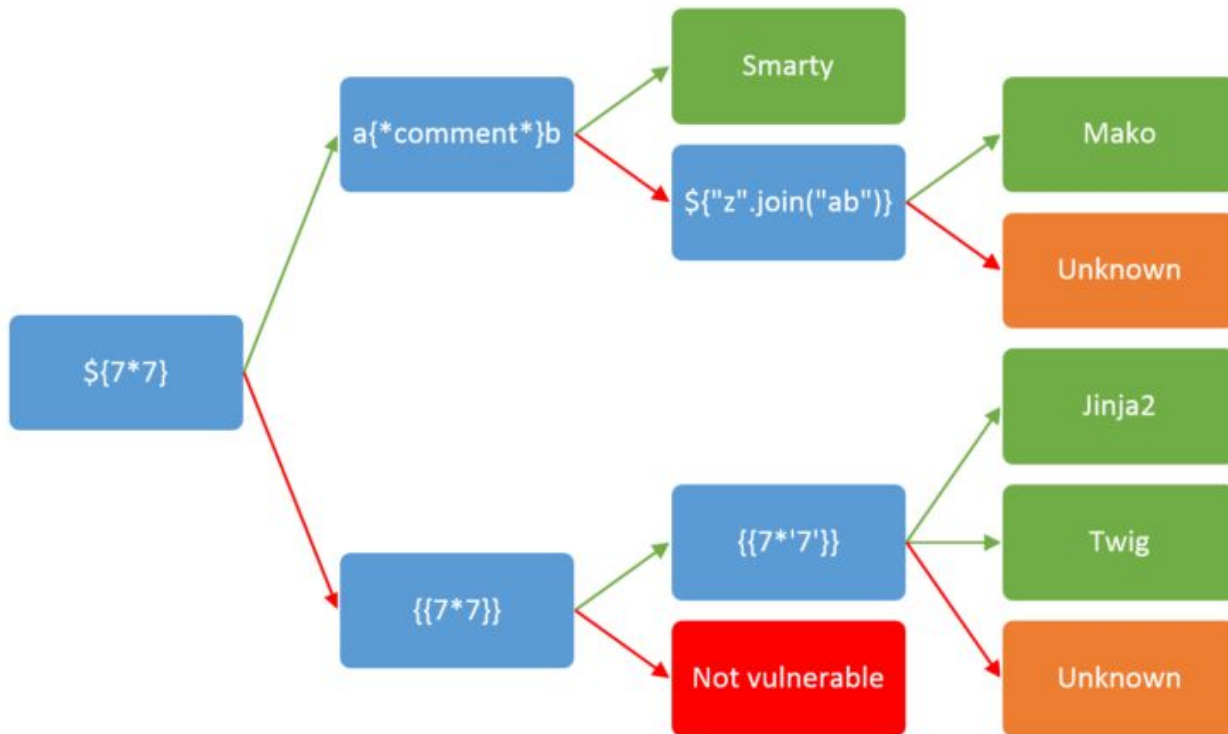 Smarty
a{*comment*}b
Mako
${"z".join("ab")}
Unknown
${7*7}
Jinja2
{{7*'7'}}
Twig
{{7*7}}
Not vulnerable
Unknown